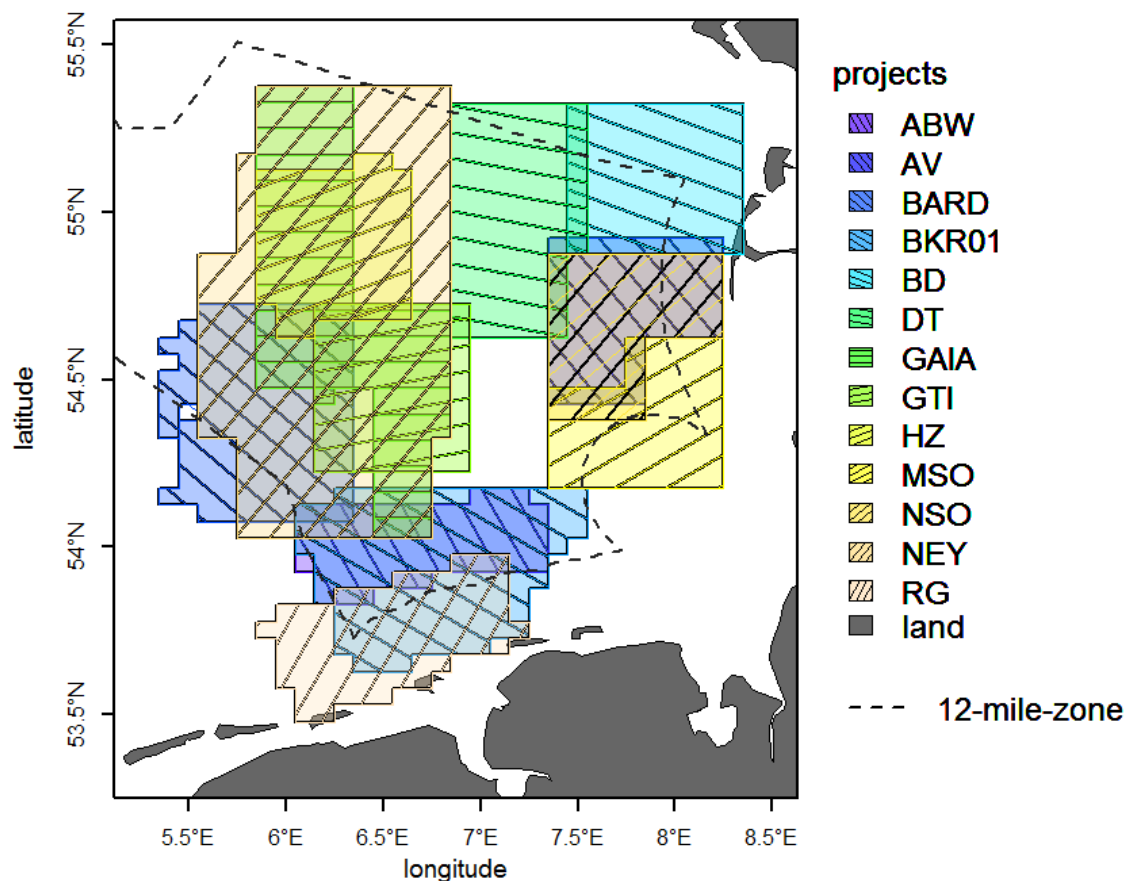 projects
ABW
AV
BARD
BKR01
BD
DT
GAIA
GTI
HZ
MSO
NSO
NEY
RG
land
12-mile-zone
latitude
55.5°N
55°N
54.5°N
54°N
53.5°N
5.5°E
6°E
6.5°E
7°E
7.5°E
8°E
8.5°E
longitude